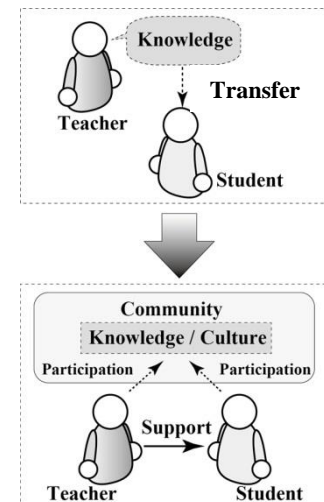 Knowledge
Transfer
Teacher
Student
Community
Knowledge / Culture
Participation Participation
Support
Teacher Student